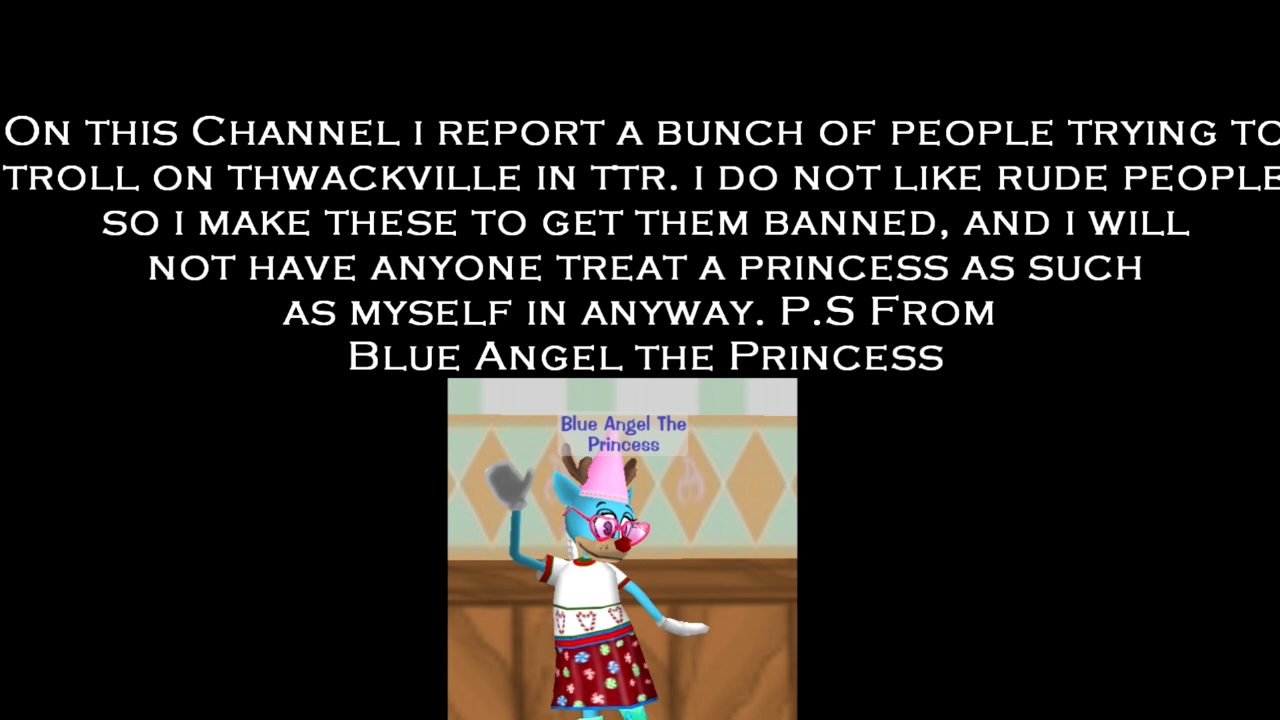 On this Channel i report a bunch of people trying to
troll on thwackville in ttr. i do not like rude people
so i make these to get them banned, and i will
not have anyone treat a princess as such
as myself in anyway. P.S From
Blue Angel the Princess
Blue Angel The
Princess